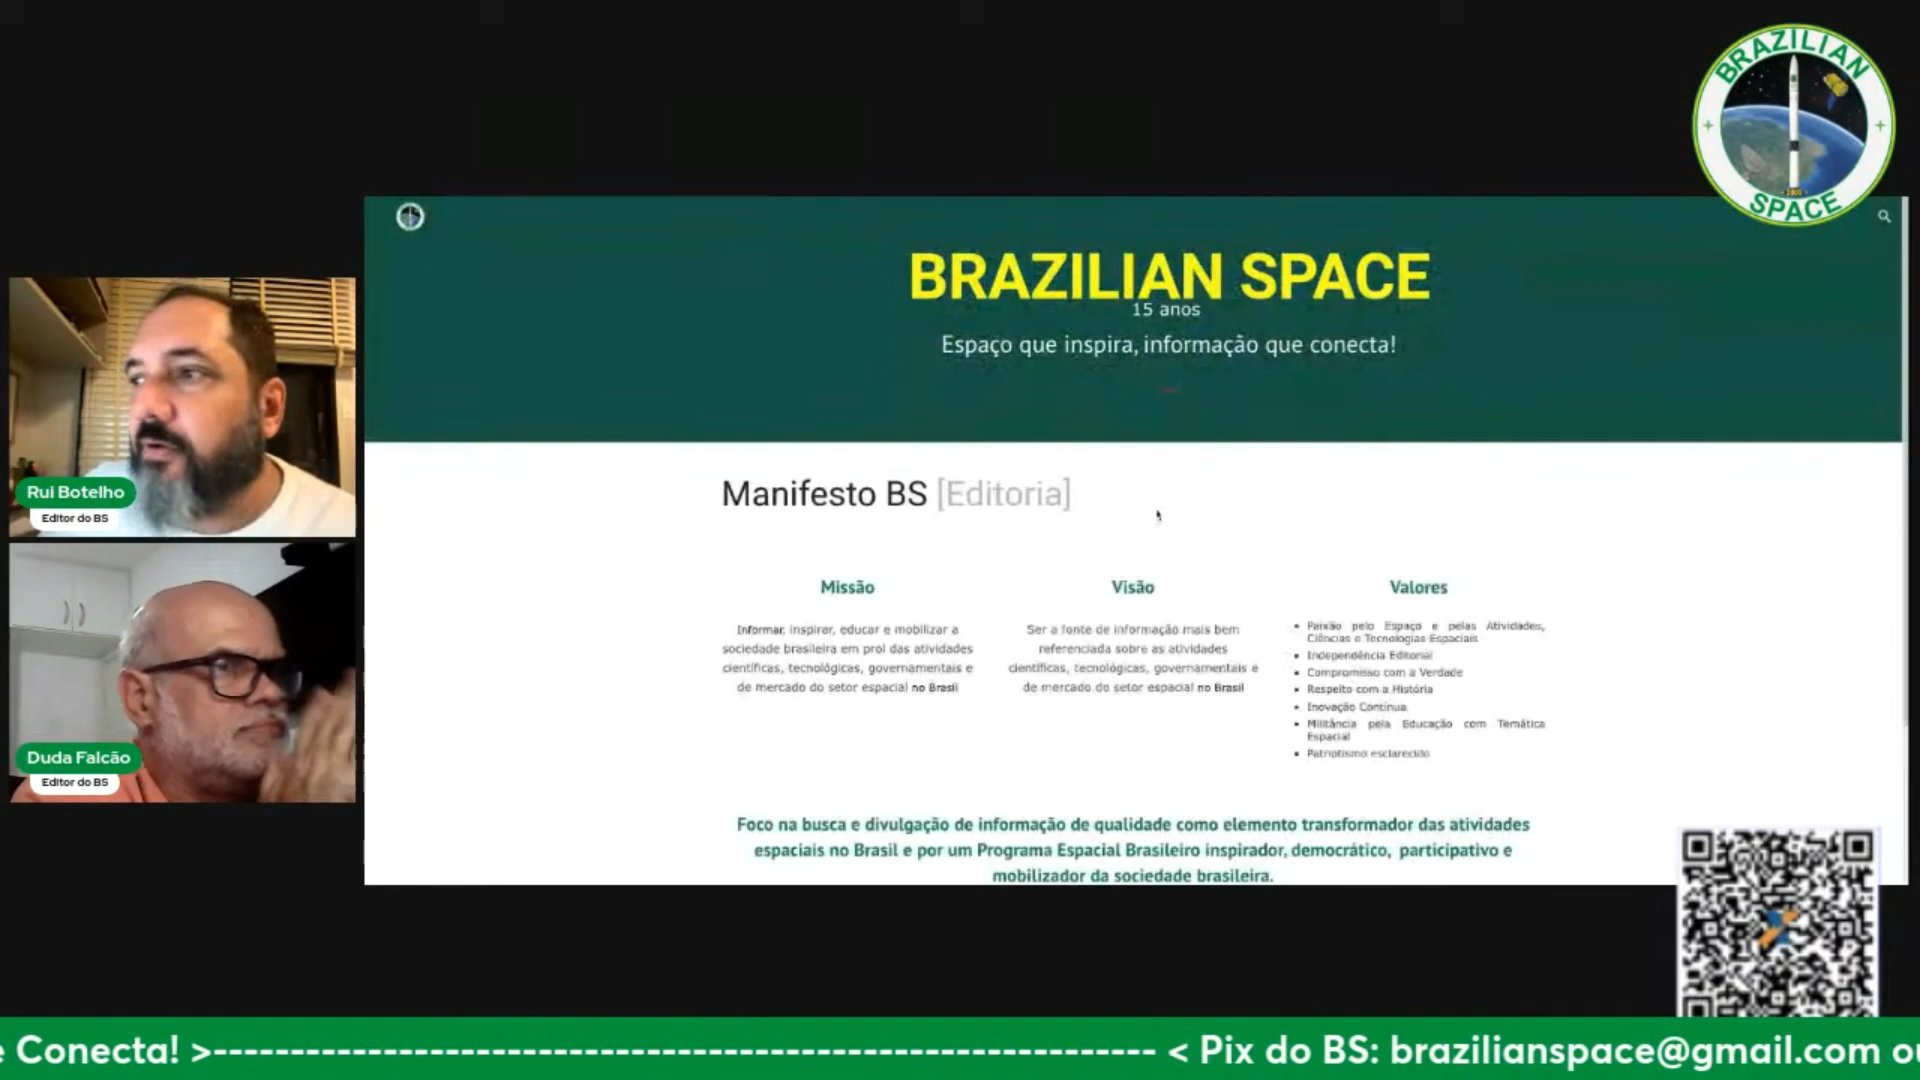 BRAZILIAN
SPACE
BRAZILIAN SPACE
15 anos
Espaço que inspira, informação que conecta!
Rui Botelho
Editor do BS
Duda Falcão
Editor do BS
Manifesto BS [Editoria]
Missão
Informar, inspirar, educar e mobilizar a
sociedade brasileira em prol das atividades
científicas, tecnológicas, governamentais e
de mercado do setor espacial no Brasil
Visão
Ser a fonte de informação mais bem
referenciada sobre as atividades
científicas, tecnológicas, governamentais e
de mercado do setor espacial no Brasil
Valores
Paixão pelo Espaço e pelas Atividades,
Ciências e Tecnologias Espaciais
Independência Editorial
Compromisso com a Verdade
Respeito com a História
Inovação Contínua
Militância pela Educação com Temática
Espacial
Patriotismo esclarecido
Foco na busca e divulgação de informação de qualidade como elemento transformador das atividades
espaciais no Brasil e por um Programa Espacial Brasileiro inspirador, democrático, participativo e
mobilizador da sociedade brasileira.
e Conecta! >------------------------------------------------------------- < Pix do BS: brazilianspace@gmail.com ou